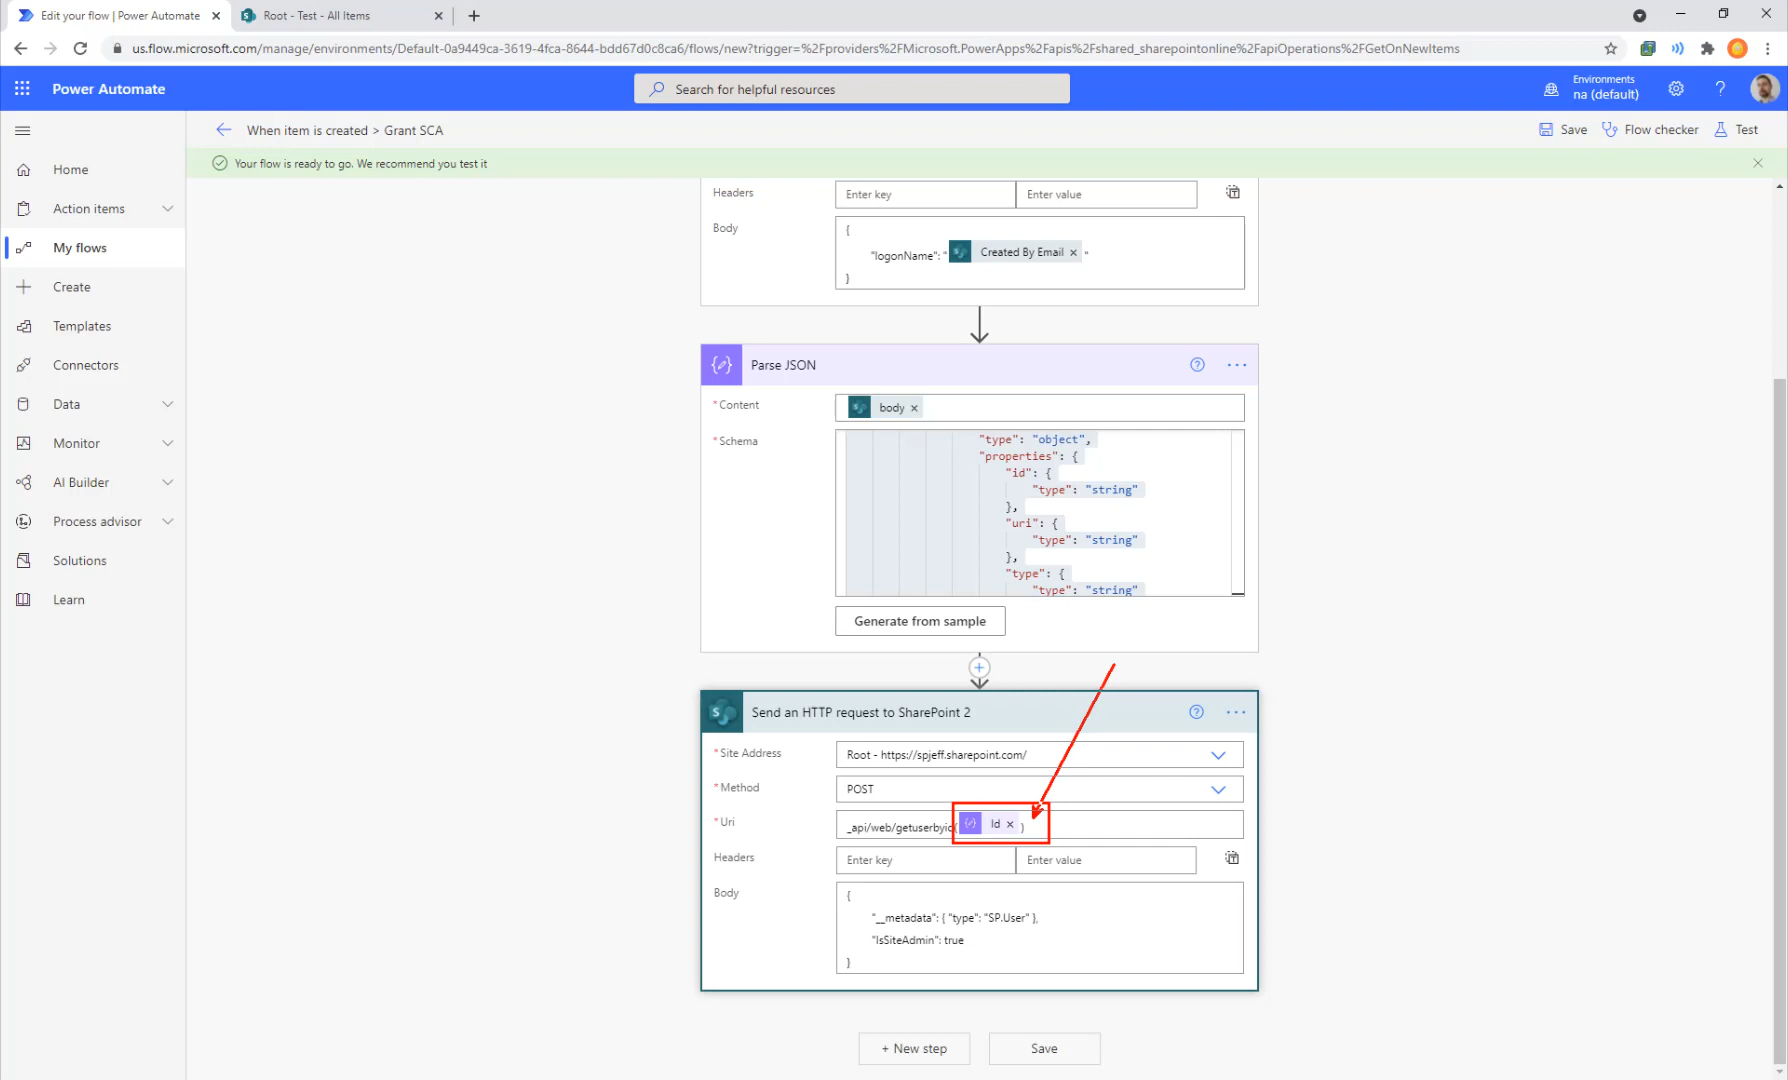 Edit your flow | Power Automate
Root - Test - All Items
us.flow.microsoft.com/manage/environments/Default-0a9449ca-3619-4fca-8644-bdd67d0c8ca6/flows/new?trigger=%2Fproviders%2FMicrosoft.PowerApps%2Fapis%2Fshared_sharepointonline%2FapiOperations%2FGetOnNewItems
Power Automate
Search for helpful resources
Environments
na (default)
When item is created > Grant SCA
Save
Flow checker
Test
Your flow is ready to go. We recommend you test it
Home
Action items
My flows
Create
Templates
Connectors
Data
Monitor
AI Builder
Process advisor
Solutions
Learn
Headers
Enter key
Enter value
Body
{
"logonName": " Created By Email × "
}
Parse JSON
* Content
body ×
* Schema
"type": "object",
"properties": {
"id": {
"type": "string"
},
"uri": {
"type": "string"
},
"type": {
"type": "string"
Generate from sample
Send an HTTP request to SharePoint 2
* Site Address
Root - https://spjeff.sharepoint.com/
* Method
POST
* Uri
_api/web/getuserbyid( Id × )
Headers
Enter key
Enter value
Body
{
"__metadata": { "type": "SP.User" },
"IsSiteAdmin": true
}
+ New step
Save